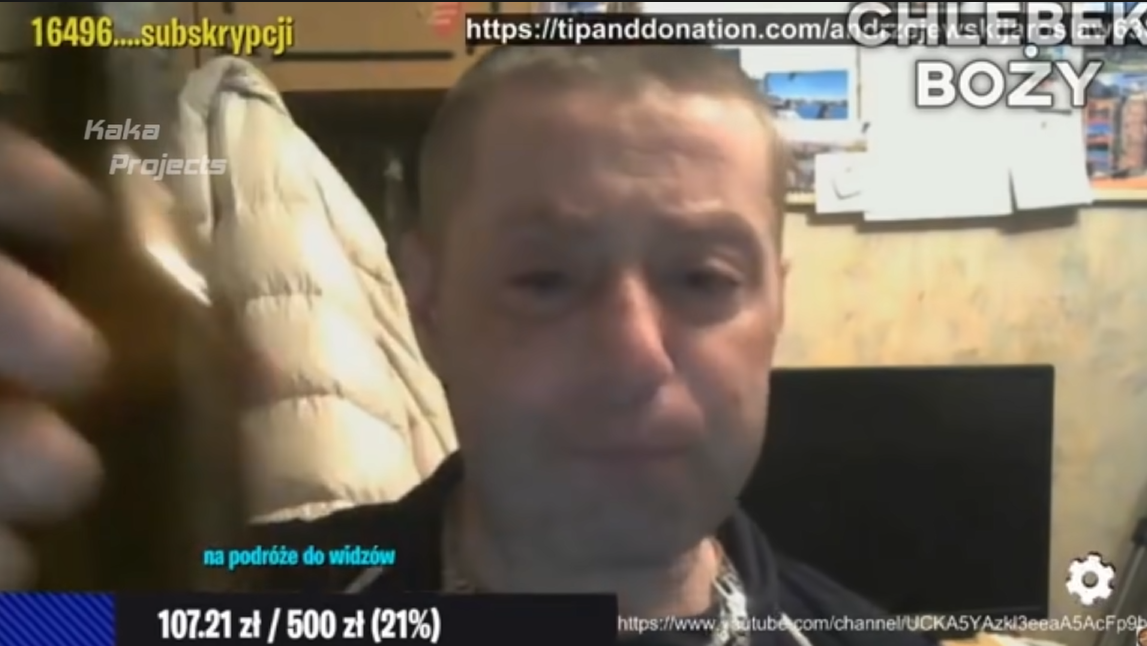 16496....subskrypcji
https://tipanddonation.com/andrzejewskijaroslaw63
CHLEBEK
BOŻY
Kaka
Projects
na podróże do widzów
107.21 zł / 500 zł (21%)
https://www.youtube.com/channel/UCKA5YAzkl3eeaA5AcFp9b